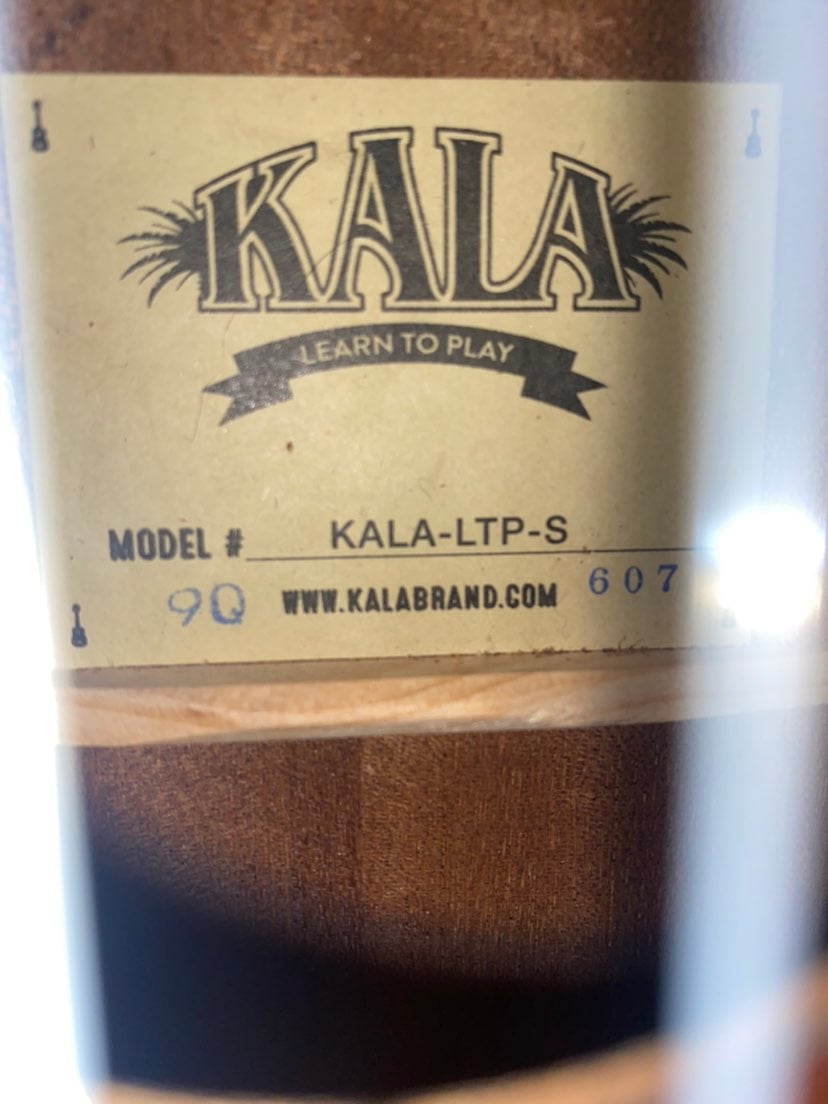 KALA
LEARN TO PLAY
MODEL # KALA-LTP-S
9Q WWW.KALABRAND.COM 607